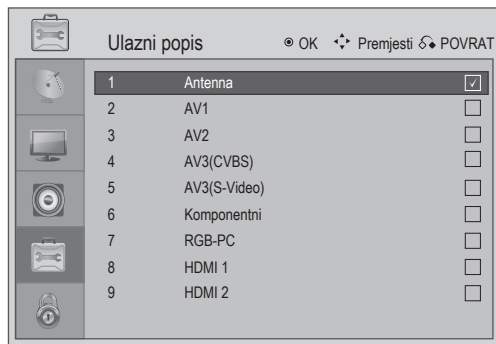 Ulazni popis OK Premjesti POVRAT
1 Antenna
2 AV1
3 AV2
4 AV3(CVBS)
5 AV3(S-Video)
6 Komponentni
7 RGB-PC
8 HDMI 1
9 HDMI 2